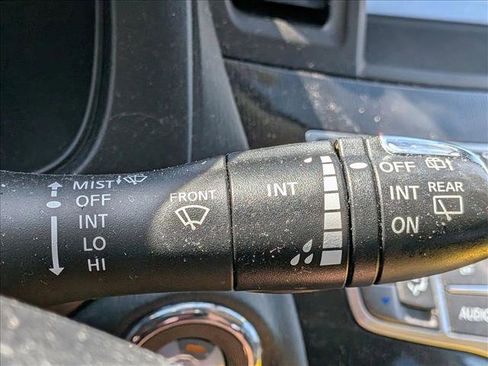 MIST
OFF
INT
LO
HI
FRONT
INT
OFF
INT
ON
REAR
AUDIO